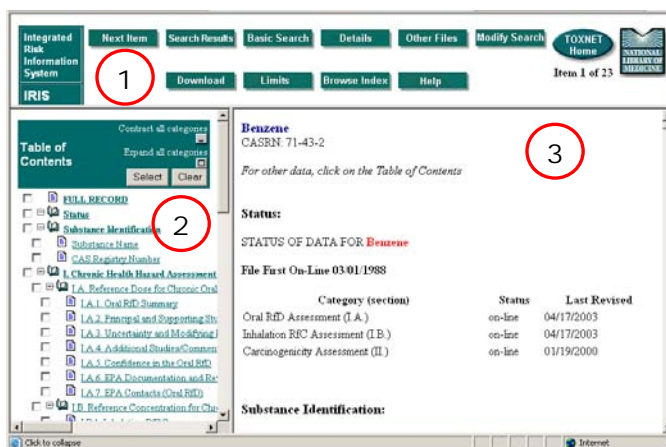 Integrated
Risk
Information
System
IRIS
Next Item
Search Results
Basic Search
Details
Other Files
Modify Search
TOXNET
Home
NATIONAL
LIBRARY OF
MEDICINE
Download
Limits
Browse Index
Help
Item 1 of 23
1
Table of
Contents
Contract all categories
Expand all categories
Select
Clear
FULL RECORD
Status
Substance Identification
Substance Name
CAS Registry Number
I. Chronic Health Hazard Assessment
I.A. Reference Dose for Chronic Oral
I.A.1. Oral RfD Summary
I.A.2. Principal and Supporting Stu
I.A.3. Uncertainty and Modifying
I.A.4. Additional Studies/Commen
I.A.5. Confidence in the Oral RfD
I.A.6. EPA Documentation and Re
I.A.7. EPA Contacts (Oral RfD)
I.B. Reference Concentration for Chr
2
Benzene
CASRN: 71-43-2
For other data, click on the Table of Contents
3
Status:
STATUS OF DATA FOR Benzene
File First On-Line 03/01/1988
Category (section) Status Last Revised
Oral RfD Assessment (I.A.) on-line 04/17/2003
Inhalation RfC Assessment (I.B.) on-line 04/17/2003
Carcinogenicity Assessment (II.) on-line 01/19/2000
Substance Identification:
Click to collapse
Internet